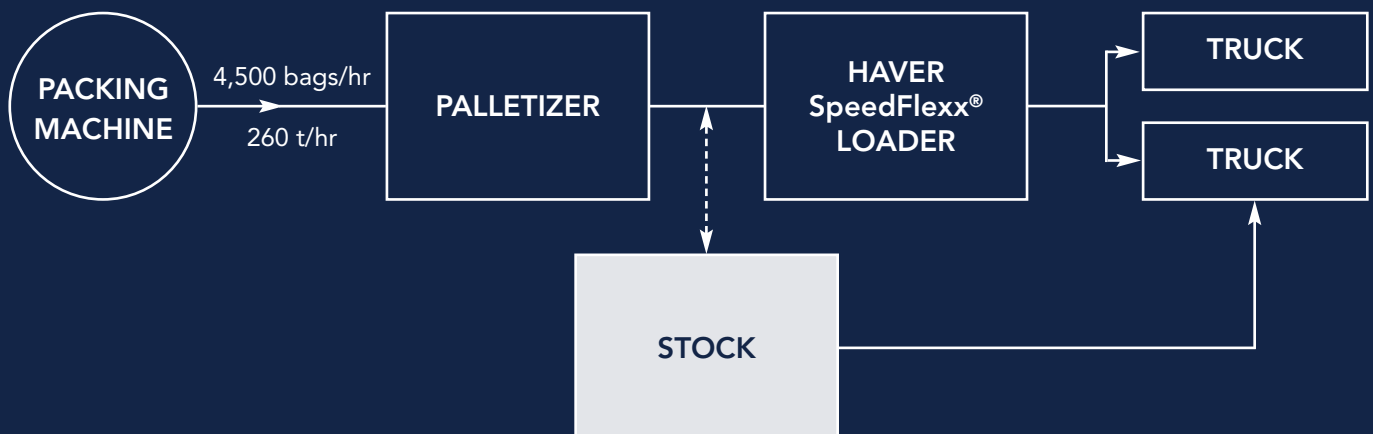 PACKING
MACHINE
4,500 bags/hr
260 t/hr
PALLETIZER
HAVER
SpeedFlexx®
LOADER
TRUCK
TRUCK
STOCK